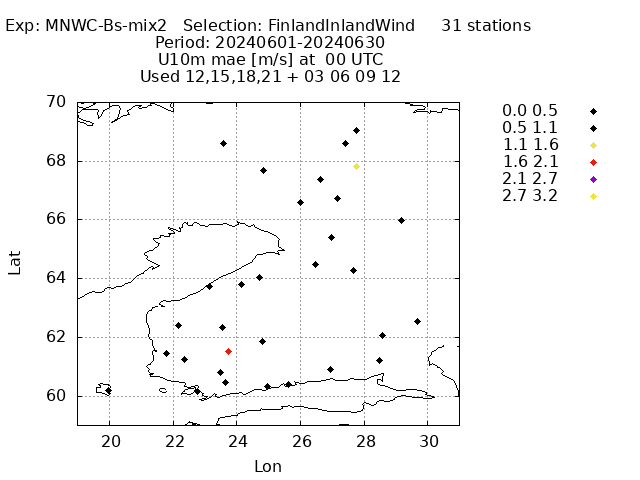 Exp: MNWC-Bs-mix2 Selection: FinlandInlandWind 31 stations
Period: 20240601-20240630
U10m mae [m/s] at 00 UTC
Used 12,15,18,21 + 03 06 09 12
0.0 0.5
0.5 1.1
1.1 1.6
1.6 2.1
2.1 2.7
2.7 3.2
70
68
66
64
62
60
Lat
20 22 24 26 28 30
Lon